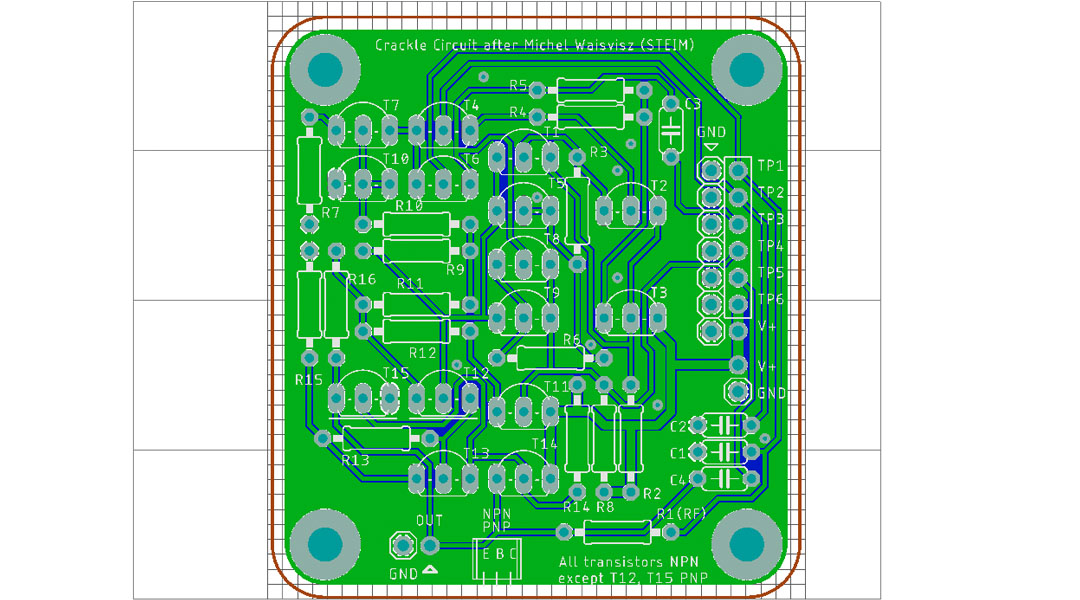 Crackle Circuit after Michel Waisvisz (STEIM)
R5
C3
T7
T4
R4
T1
GND
R3
T10
T6
TP1
T5
T2
TP2
R7
R10
TP3
T8
TP4
R9
R16
R11
TP5
T9
T3
TP6
V+
R12
R6
R15
T15
T12
T11
V+
GND
C2
T14
R13
T13
C1
C4
R14
R8
R2
OUT
NPN
PNP
R1(RF)
E B C
GND
All transistors NPN
except T12, T15 PNP